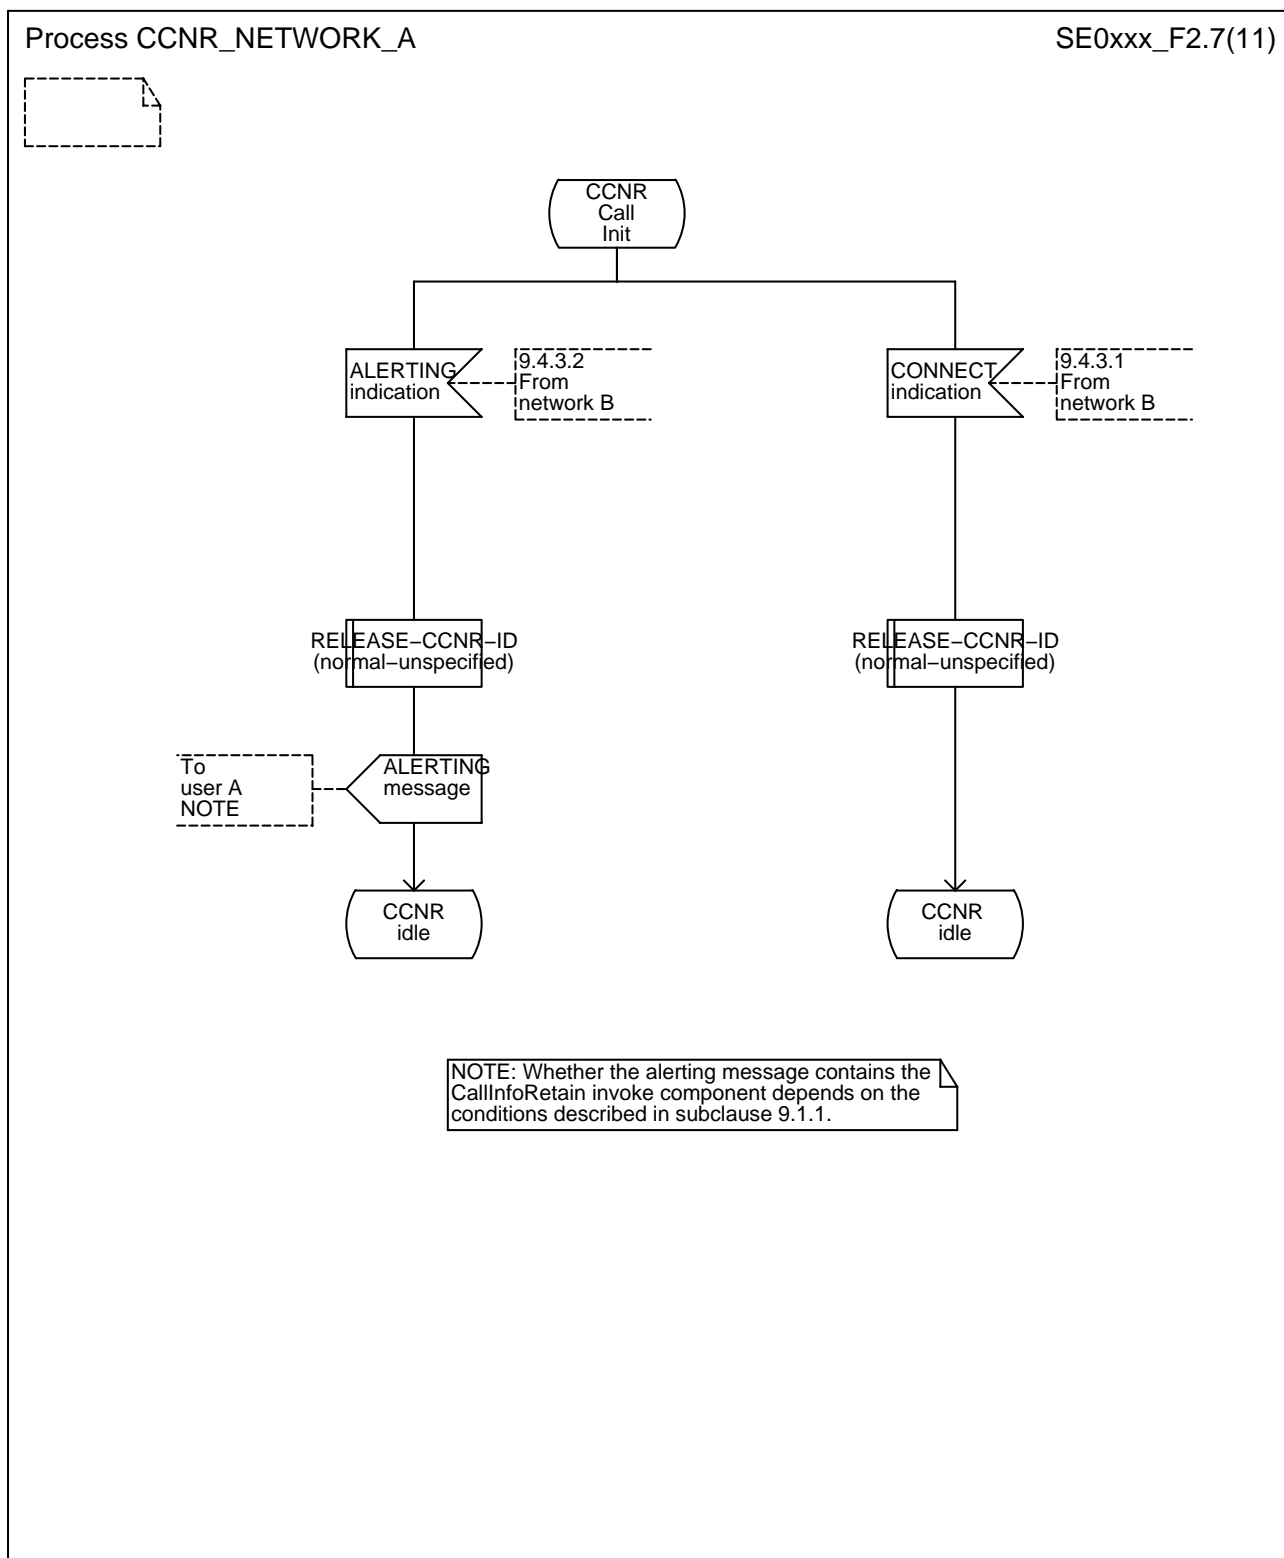 Process CCNR_NETWORK_A
SE0xxx_F2.7(11)
CCNR
Call
Init
ALERTING
indication
9.4.3.2
From
network B
CONNECT
indication
9.4.3.1
From
network B
RELEASE–CCNR–ID
(normal–unspecified)
RELEASE–CCNR–ID
(normal–unspecified)
To
user A
NOTE
ALERTING
message
CCNR
idle
CCNR
idle
NOTE: Whether the alerting message contains the
CallInfoRetain invoke component depends on the
conditions described in subclause 9.1.1.